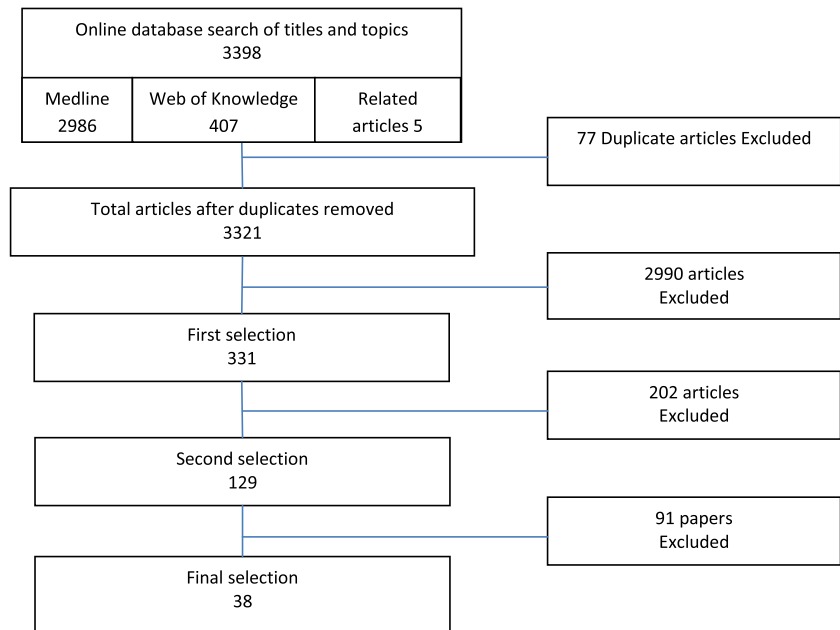 Online database search of titles and topics
3398
Medline
2986
Web of Knowledge
407
Related
articles 5
77 Duplicate articles Excluded
Total articles after duplicates removed
3321
2990 articles
Excluded
First selection
331
202 articles
Excluded
Second selection
129
91 papers
Excluded
Final selection
38